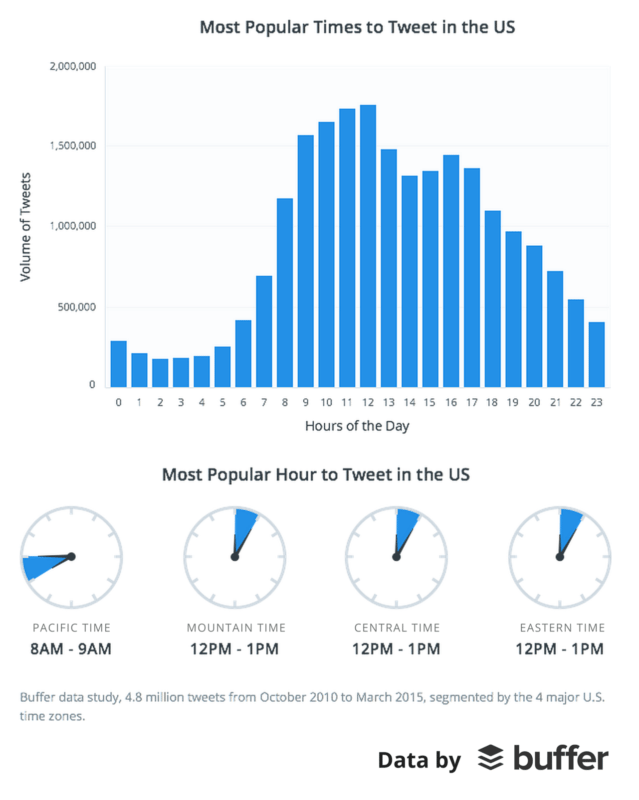 Most Popular Times to Tweet in the US
2,000,000
1,500,000
1,000,000
500,000
0
Volume of Tweets
0 1 2 3 4 5 6 7 8 9 10 11 12 13 14 15 16 17 18 19 20 21 22 23
Hours of the Day
Most Popular Hour to Tweet in the US
PACIFIC TIME MOUNTAIN TIME CENTRAL TIME EASTERN TIME
8AM - 9AM 12PM - 1PM 12PM - 1PM 12PM - 1PM
Buffer data study, 4.8 million tweets from October 2010 to March 2015, segmented by the 4 major U.S.
time zones.
Data by buffer